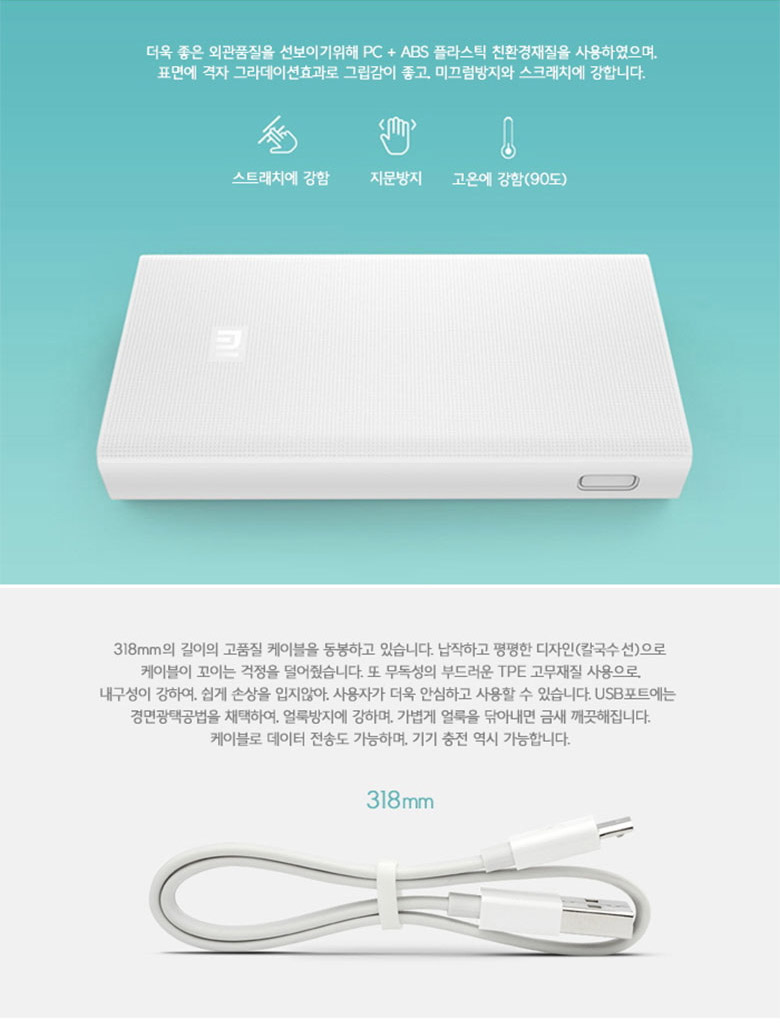 더욱 좋은 외관품질을 선보이기위해 PC + ABS 플라스틱 친환경재질을 사용하였으며,
표면에 격자 그라데이션효과로 그립감이 좋고, 미끄럼방지와 스크래치에 강합니다.
스트래치에 강함
지문방지
고온에 강함(90도)
mi
318mm의 길이의 고품질 케이블을 동봉하고 있습니다. 납작하고 평평한 디자인(칼국수 선)으로
케이블이 꼬이는 걱정을 덜어줬습니다. 또 무독성의 부드러운 TPE 고무재질 사용으로,
내구성이 강하여, 쉽게 손상을 입지않아, 사용자가 더욱 안심하고 사용할 수 있습니다. USB포트에는
경면광택공법을 채택하여, 얼룩방지에 강하며, 가볍게 얼룩을 닦아내면 금새 깨끗해집니다.
케이블로 데이터 전송도 가능하며, 기기 충전 역시 가능합니다.
318mm